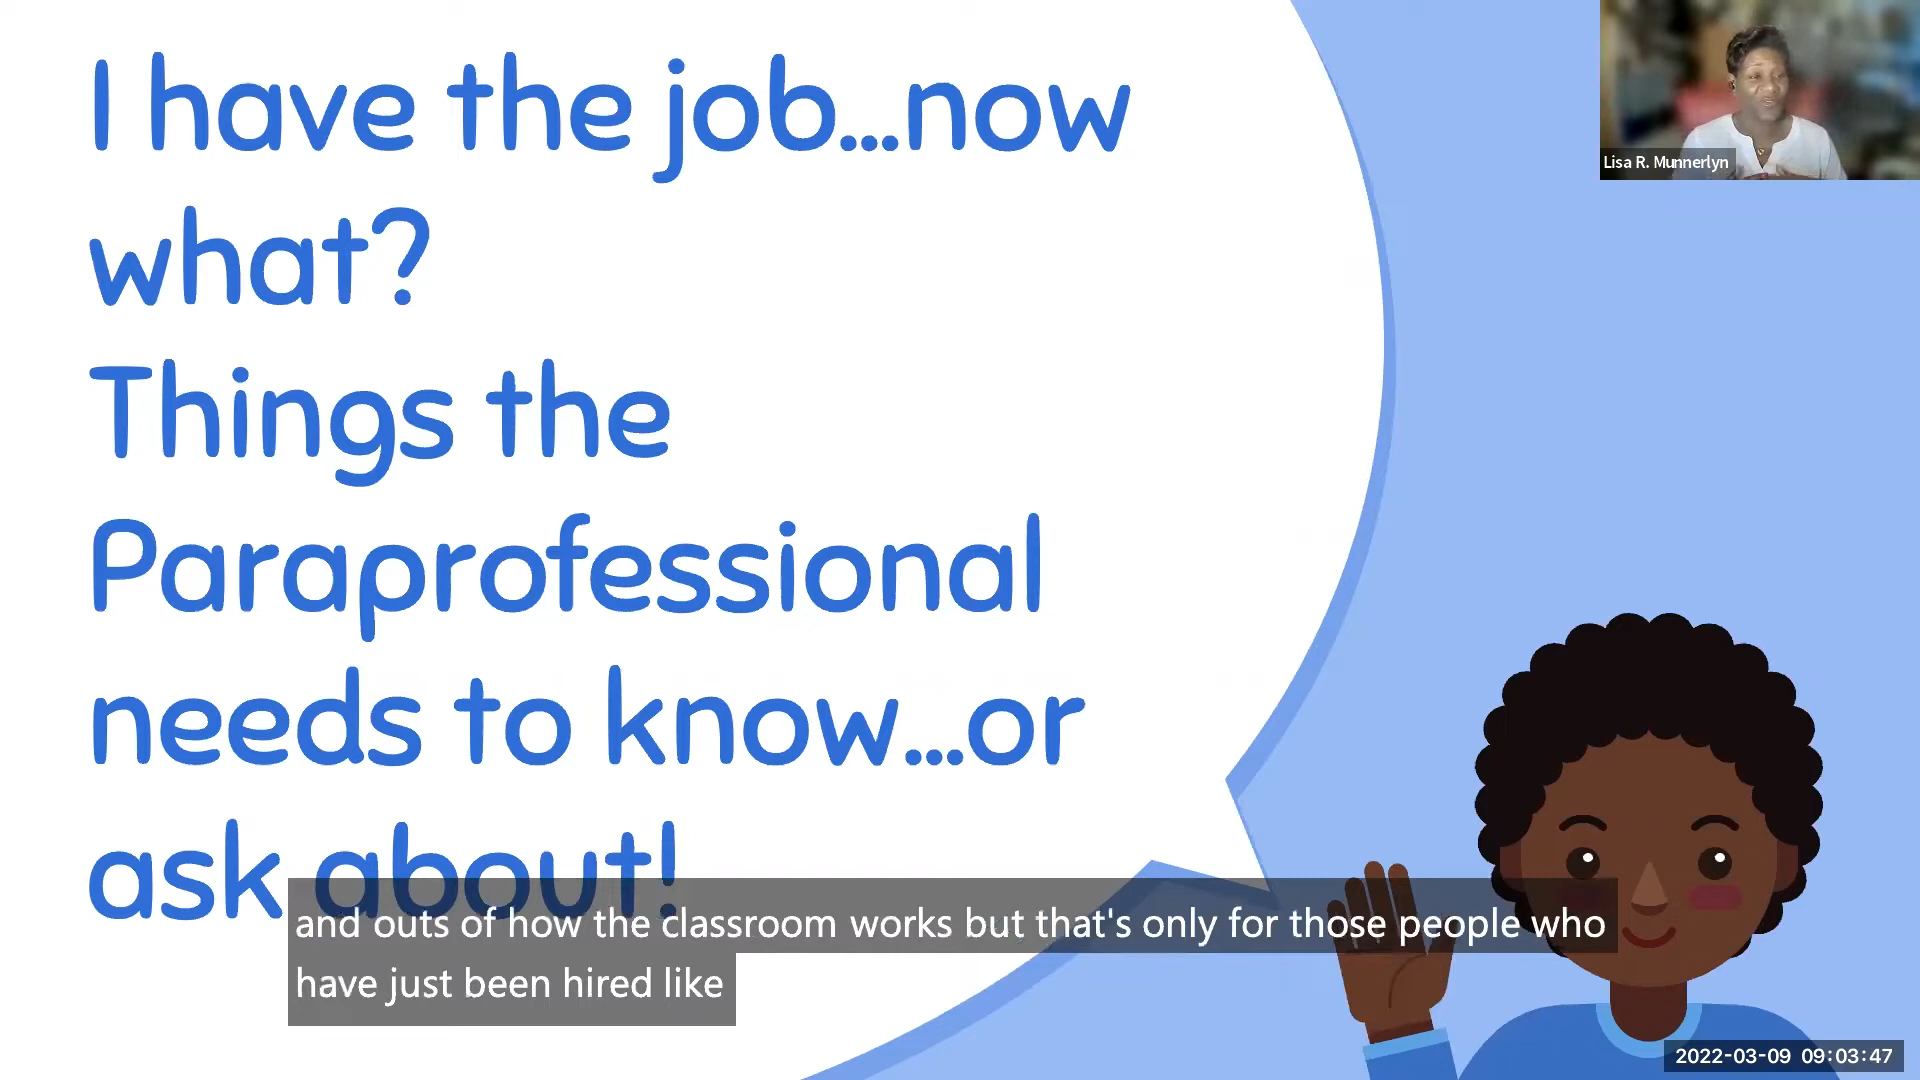 I have the job...now
what?
Things the
Paraprofessional
needs to know...or
ask about!
Lisa R. Munnerlyn
and outs of how the classroom works but that's only for those people who
have just been hired like
2022-03-09 09:03:47